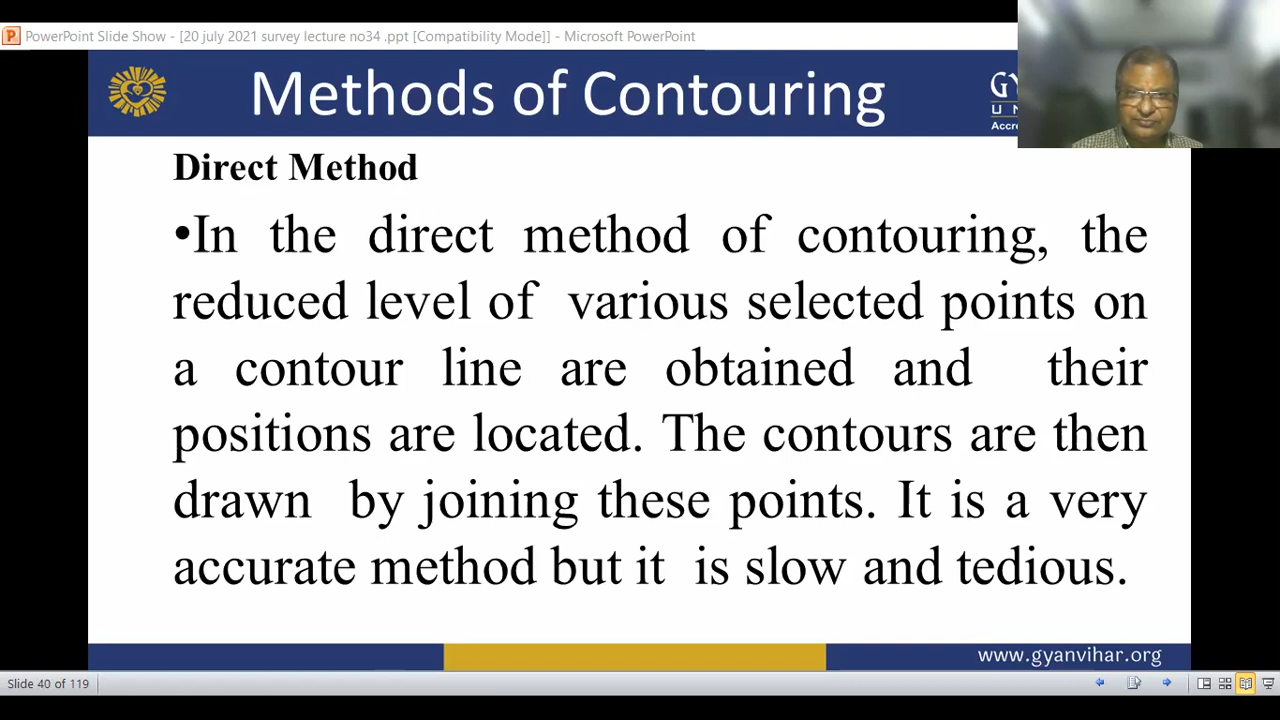 PowerPoint Slide Show - [20 july 2021 survey lecture no34 .ppt [Compatibility Mode]] - Microsoft PowerPoint
Methods of Contouring
Direct Method
•In the direct method of contouring, the
reduced level of various selected points on
a contour line are obtained and their
positions are located. The contours are then
drawn by joining these points. It is a very
accurate method but it is slow and tedious.
www.gyanvihar.org
Slide 40 of 119